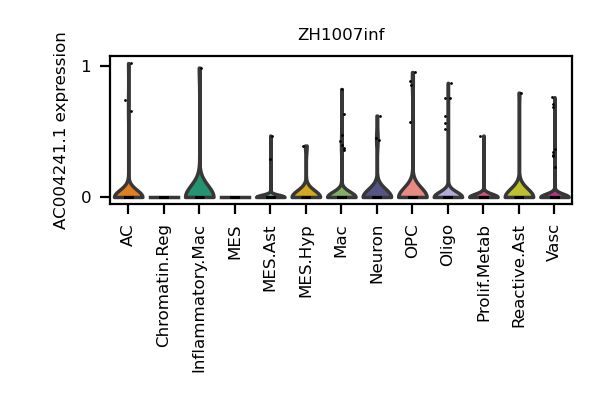 ZH1007inf
AC004241.1 expression
1
0
AC
Chromatin.Reg
Inflammatory.Mac
MES
MES.Ast
MES.Hyp
Mac
Neuron
OPC
Oligo
Prolif.Metab
Reactive.Ast
Vasc